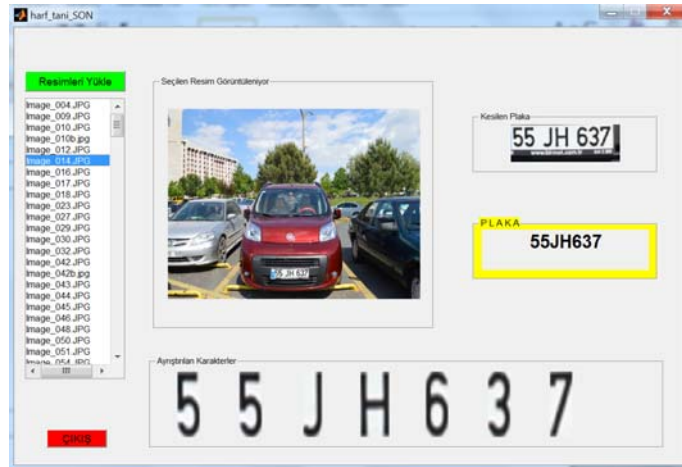 harf_tani_SON
Resimleri Yükle
Image_004.JPG
Image_009.JPG
Image_010.JPG
Image_010b.jpg
Image_012.JPG
Image_014.JPG
Image_016.JPG
Image_017.JPG
Image_018.JPG
Image_023.JPG
Image_027.JPG
Image_029.JPG
Image_030.JPG
Image_032.JPG
Image_042.JPG
Image_042b.jpg
Image_043.JPG
Image_044.JPG
Image_045.JPG
Image_046.JPG
Image_048.JPG
Image_050.JPG
Image_051.JPG
Image_054.JPG
ÇIKIŞ
Seçilen Resim Görüntüleniyor
55 JH 637
Kesilen Plaka
55 JH 637
PLAKA
55JH637
Ayrıştırılan Karakterler
5 5 J H 6 3 7